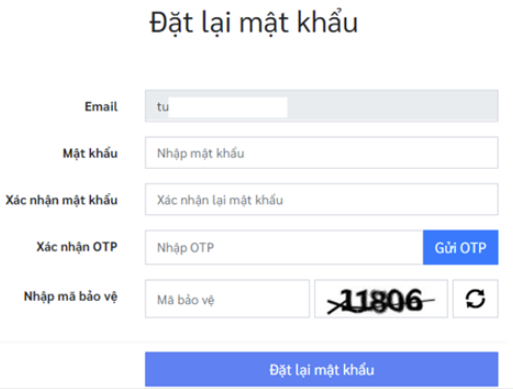 Đặt lại mật khẩu
Email tu
Mật khẩu Nhập mật khẩu
Xác nhận mật khẩu Xác nhận lại mật khẩu
Xác nhận OTP Nhập OTP Gửi OTP
Nhập mã bảo vệ Mã bảo vệ 11806
Đặt lại mật khẩu